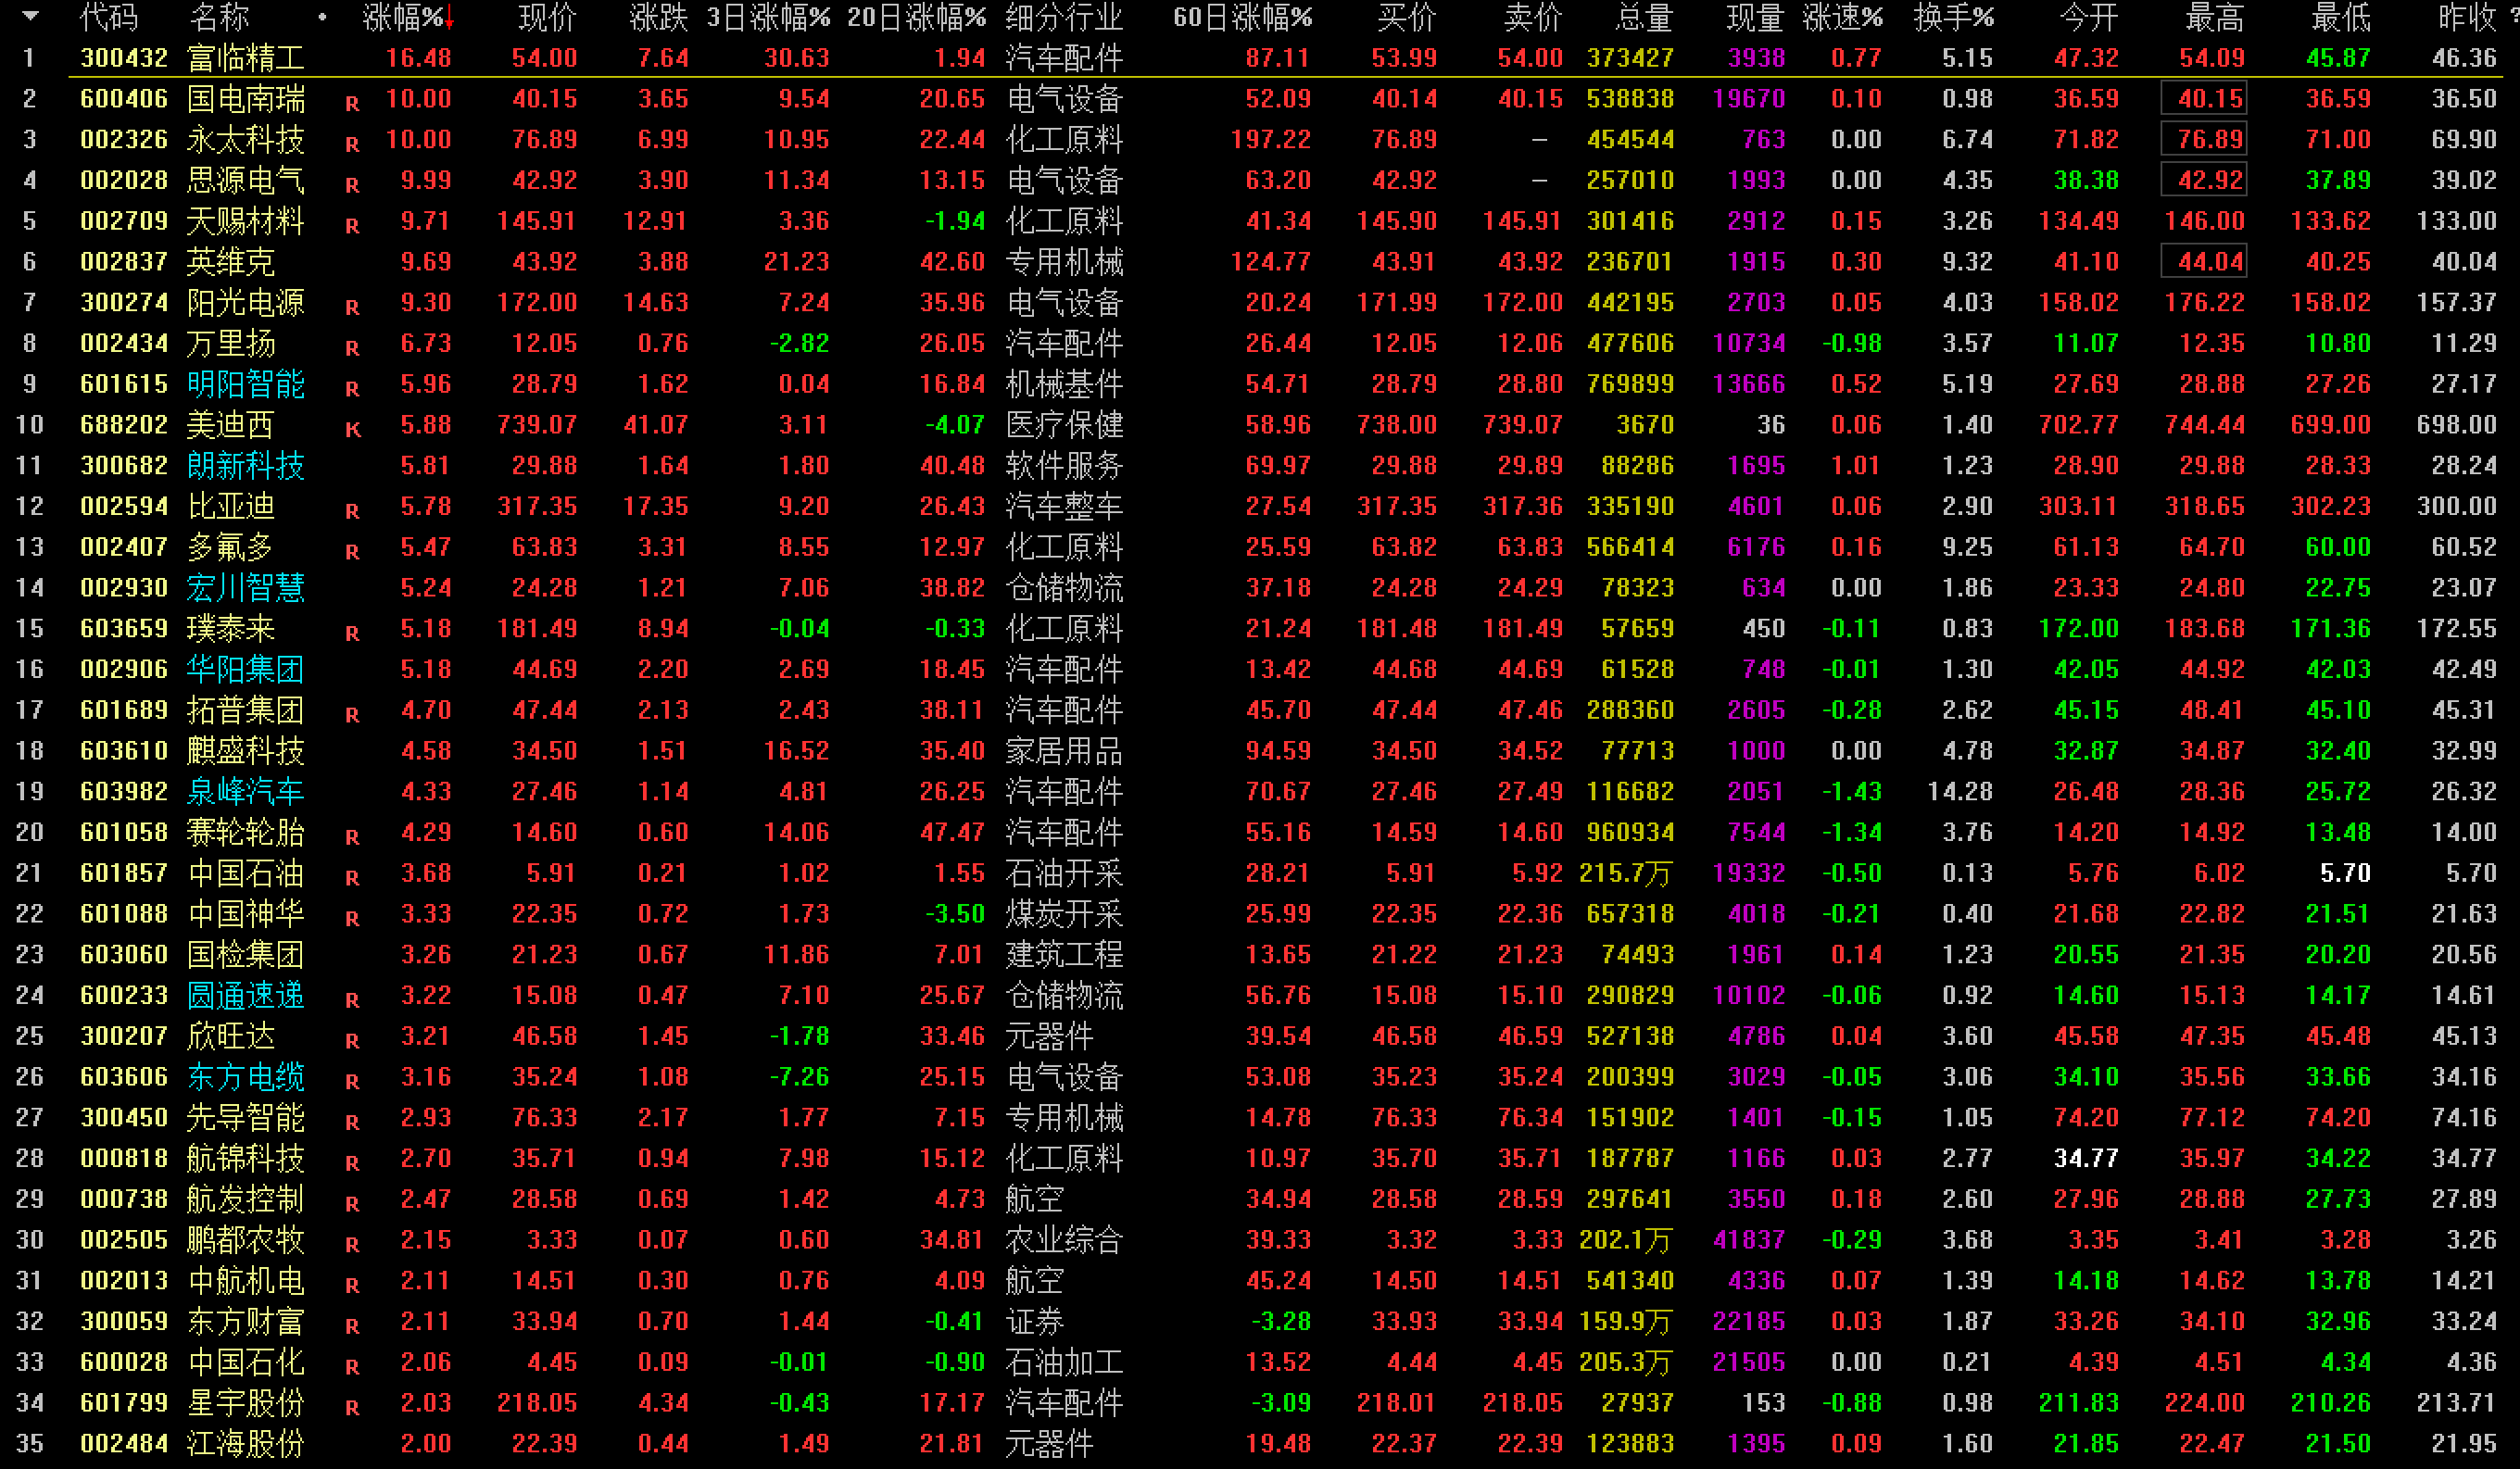 代码 名称 · 涨幅%↓ 现价 涨跌 3日涨幅% 20日涨幅% 细分行业 60日涨幅% 买价 卖价 总量 现量 涨速% 换手% 今开 最高 最低 昨收
1 300432 富临精工 16.48 54.00 7.64 30.63 1.94 汽车配件 87.11 53.99 54.00 373427 3938 0.77 5.15 47.32 54.09 45.87 46.36
2 600406 国电南瑞 R 10.00 40.15 3.65 9.54 20.65 电气设备 52.09 40.14 40.15 538838 19670 0.10 0.98 36.59 40.15 36.59 36.50
3 002326 永太科技 R 10.00 76.89 6.99 10.95 22.44 化工原料 197.22 76.89 — 454544 763 0.00 6.74 71.82 76.89 71.00 69.90
4 002028 思源电气 R 9.99 42.92 3.90 11.34 13.15 电气设备 63.20 42.92 — 257010 1993 0.00 4.35 38.38 42.92 37.89 39.02
5 002709 天赐材料 R 9.71 145.91 12.91 3.36 -1.94 化工原料 41.34 145.90 145.91 301416 2912 0.15 3.26 134.49 146.00 133.62 133.00
6 002837 英维克 9.69 43.92 3.88 21.23 42.60 专用机械 124.77 43.91 43.92 236701 1915 0.30 9.32 41.10 44.04 40.25 40.04
7 300274 阳光电源 R 9.30 172.00 14.63 7.24 35.96 电气设备 20.24 171.99 172.00 442195 2703 0.05 4.03 158.02 176.22 158.02 157.37
8 002434 万里扬 R 6.73 12.05 0.76 -2.82 26.05 汽车配件 26.44 12.05 12.06 477606 10734 -0.98 3.57 11.07 12.35 10.80 11.29
9 601615 明阳智能 R 5.96 28.79 1.62 0.04 16.84 机械基件 54.71 28.79 28.80 769899 13666 0.52 5.19 27.69 28.88 27.26 27.17
10 688202 美迪西 K 5.88 739.07 41.07 3.11 -4.07 医疗保健 58.96 738.00 739.07 3670 36 0.06 1.40 702.77 744.44 699.00 698.00
11 300682 朗新科技 5.81 29.88 1.64 1.80 40.48 软件服务 69.97 29.88 29.89 88286 1695 1.01 1.23 28.90 29.88 28.33 28.24
12 002594 比亚迪 R 5.78 317.35 17.35 9.20 26.43 汽车整车 27.54 317.35 317.36 335190 4601 0.06 2.90 303.11 318.65 302.23 300.00
13 002407 多氟多 R 5.47 63.83 3.31 8.55 12.97 化工原料 25.59 63.82 63.83 566414 6176 0.16 9.25 61.13 64.70 60.00 60.52
14 002930 宏川智慧 5.24 24.28 1.21 7.06 38.82 仓储物流 37.18 24.28 24.29 78323 634 0.00 1.86 23.33 24.80 22.75 23.07
15 603659 璞泰来 R 5.18 181.49 8.94 -0.04 -0.33 化工原料 21.24 181.48 181.49 57659 450 -0.11 0.83 172.00 183.68 171.36 172.55
16 002906 华阳集团 5.18 44.69 2.20 2.69 18.45 汽车配件 13.42 44.68 44.69 61528 748 -0.01 1.30 42.05 44.92 42.03 42.49
17 601689 拓普集团 R 4.70 47.44 2.13 2.43 38.11 汽车配件 45.70 47.44 47.46 288360 2605 -0.28 2.62 45.15 48.41 45.10 45.31
18 603610 麒盛科技 4.58 34.50 1.51 16.52 35.40 家居用品 94.59 34.50 34.52 77713 1000 0.00 4.78 32.87 34.87 32.40 32.99
19 603982 泉峰汽车 4.33 27.46 1.14 4.81 26.25 汽车配件 70.67 27.46 27.49 116682 2051 -1.43 14.28 26.48 28.36 25.72 26.32
20 601058 赛轮轮胎 R 4.29 14.60 0.60 14.06 47.47 汽车配件 55.16 14.59 14.60 960934 7544 -1.34 3.76 14.20 14.92 13.48 14.00
21 601857 中国石油 R 3.68 5.91 0.21 1.02 1.55 石油开采 28.21 5.91 5.92 215.7万 19332 -0.50 0.13 5.76 6.02 5.70 5.70
22 601088 中国神华 R 3.33 22.35 0.72 1.73 -3.50 煤炭开采 25.99 22.35 22.36 657318 4018 -0.21 0.40 21.68 22.82 21.51 21.63
23 603060 国检集团 3.26 21.23 0.67 11.86 7.01 建筑工程 13.65 21.22 21.23 74493 1961 0.14 1.23 20.55 21.35 20.20 20.56
24 600233 圆通速递 R 3.22 15.08 0.47 7.10 25.67 仓储物流 56.76 15.08 15.10 290829 10102 -0.06 0.92 14.60 15.13 14.17 14.61
25 300207 欣旺达 R 3.21 46.58 1.45 -1.78 33.46 元器件 39.54 46.58 46.59 527138 4786 0.04 3.60 45.58 47.35 45.48 45.13
26 603606 东方电缆 R 3.16 35.24 1.08 -7.26 25.15 电气设备 53.08 35.23 35.24 200399 3029 -0.05 3.06 34.10 35.56 33.66 34.16
27 300450 先导智能 R 2.93 76.33 2.17 1.77 7.15 专用机械 14.78 76.33 76.34 151902 1401 -0.15 1.05 74.20 77.12 74.20 74.16
28 000818 航锦科技 R 2.70 35.71 0.94 7.98 15.12 化工原料 10.97 35.70 35.71 187787 1166 0.03 2.77 34.77 35.97 34.22 34.77
29 000738 航发控制 R 2.47 28.58 0.69 1.42 4.73 航空 34.94 28.58 28.59 297641 3550 0.18 2.60 27.96 28.88 27.73 27.89
30 002505 鹏都农牧 R 2.15 3.33 0.07 0.60 34.81 农业综合 39.33 3.32 3.33 202.1万 41837 -0.29 3.68 3.35 3.41 3.28 3.26
31 002013 中航机电 R 2.11 14.51 0.30 0.76 4.09 航空 45.24 14.50 14.51 541340 4336 0.07 1.39 14.18 14.62 13.78 14.21
32 300059 东方财富 R 2.11 33.94 0.70 1.44 -0.41 证券 -3.28 33.93 33.94 159.9万 22185 0.03 1.87 33.26 34.10 32.96 33.24
33 600028 中国石化 R 2.06 4.45 0.09 -0.01 -0.90 石油加工 13.52 4.44 4.45 205.3万 21505 0.00 0.21 4.39 4.51 4.34 4.36
34 601799 星宇股份 R 2.03 218.05 4.34 -0.43 17.17 汽车配件 -3.09 218.01 218.05 27937 153 -0.88 0.98 211.83 224.00 210.26 213.71
35 002484 江海股份 2.00 22.39 0.44 1.49 21.81 元器件 19.48 22.37 22.39 123883 1395 0.09 1.60 21.85 22.47 21.50 21.95